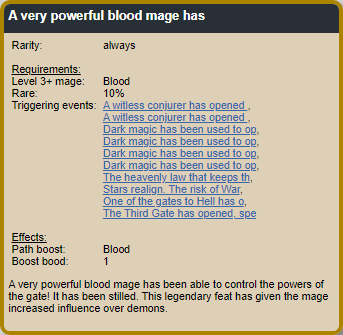 A very powerful blood mage has
Rarity: always
Requirements:
Level 3+ mage: Blood
Rare: 10%
Triggering events: A witless conjurer has opened ,
A witless conjurer has opened ,
Dark magic has been used to op,
Dark magic has been used to op,
Dark magic has been used to op,
Dark magic has been used to op,
The heavenly law that keeps th,
Stars realign. The risk of War,
One of the gates to Hell has o,
The Third Gate has opened, spe
Effects:
Path boost: Blood
Boost bood: 1
A very powerful blood mage has been able to control the powers of
the gate! It has been stilled. This legendary feat has given the mage
increased influence over demons.